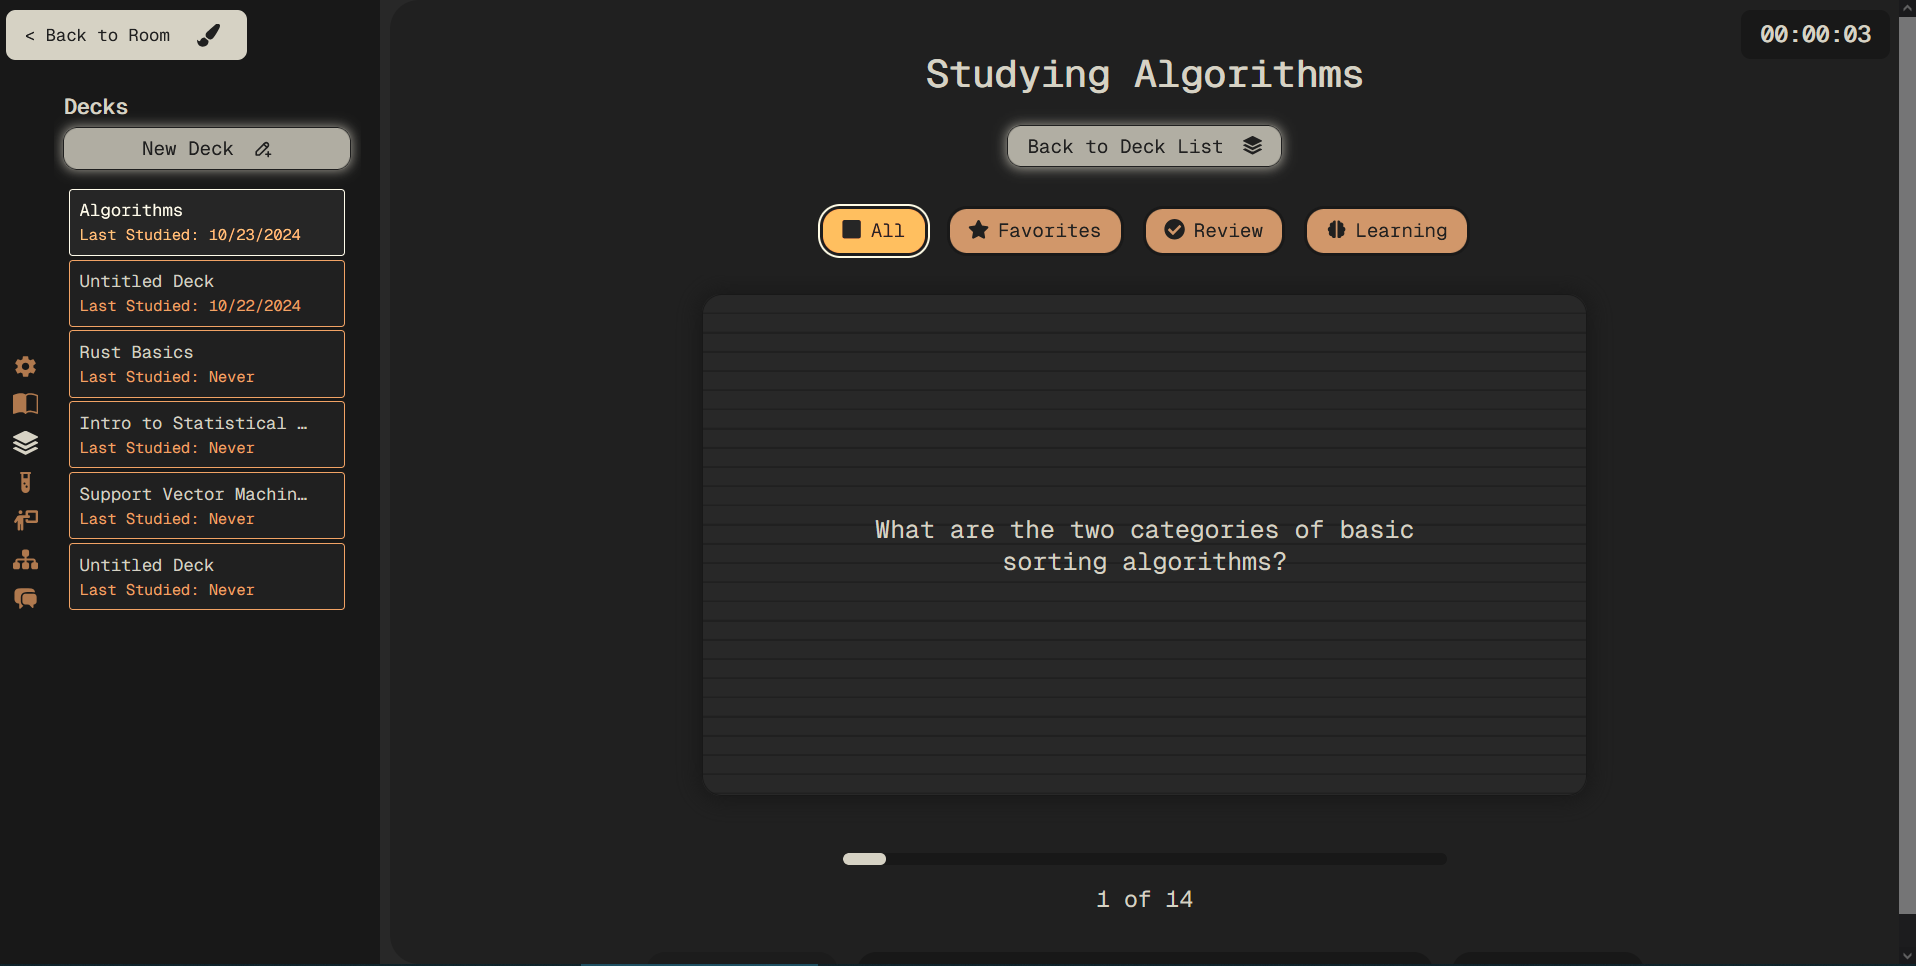 < Back to Room
00:00:03
Decks
New Deck
Algorithms
Last Studied: 10/23/2024
Untitled Deck
Last Studied: 10/22/2024
Rust Basics
Last Studied: Never
Intro to Statistical …
Last Studied: Never
Support Vector Machin…
Last Studied: Never
Untitled Deck
Last Studied: Never
Studying Algorithms
Back to Deck List
All
Favorites
Review
Learning
What are the two categories of basic
sorting algorithms?
1 of 14